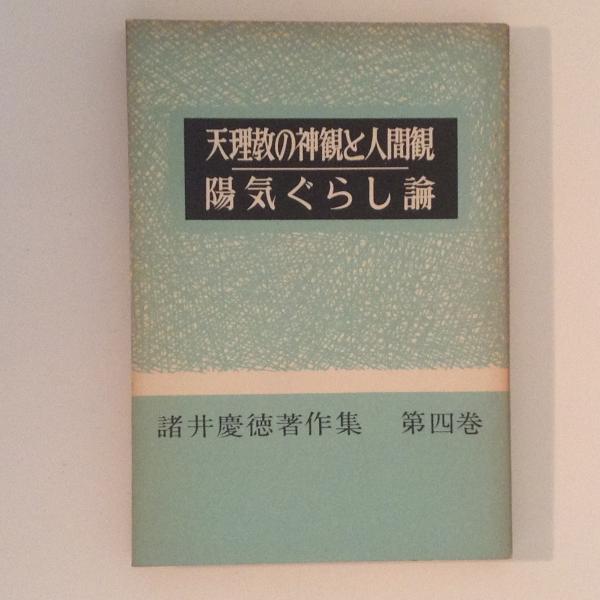 天理教の神観と人間観
陽気ぐらし論
諸井慶徳著作集　第四巻